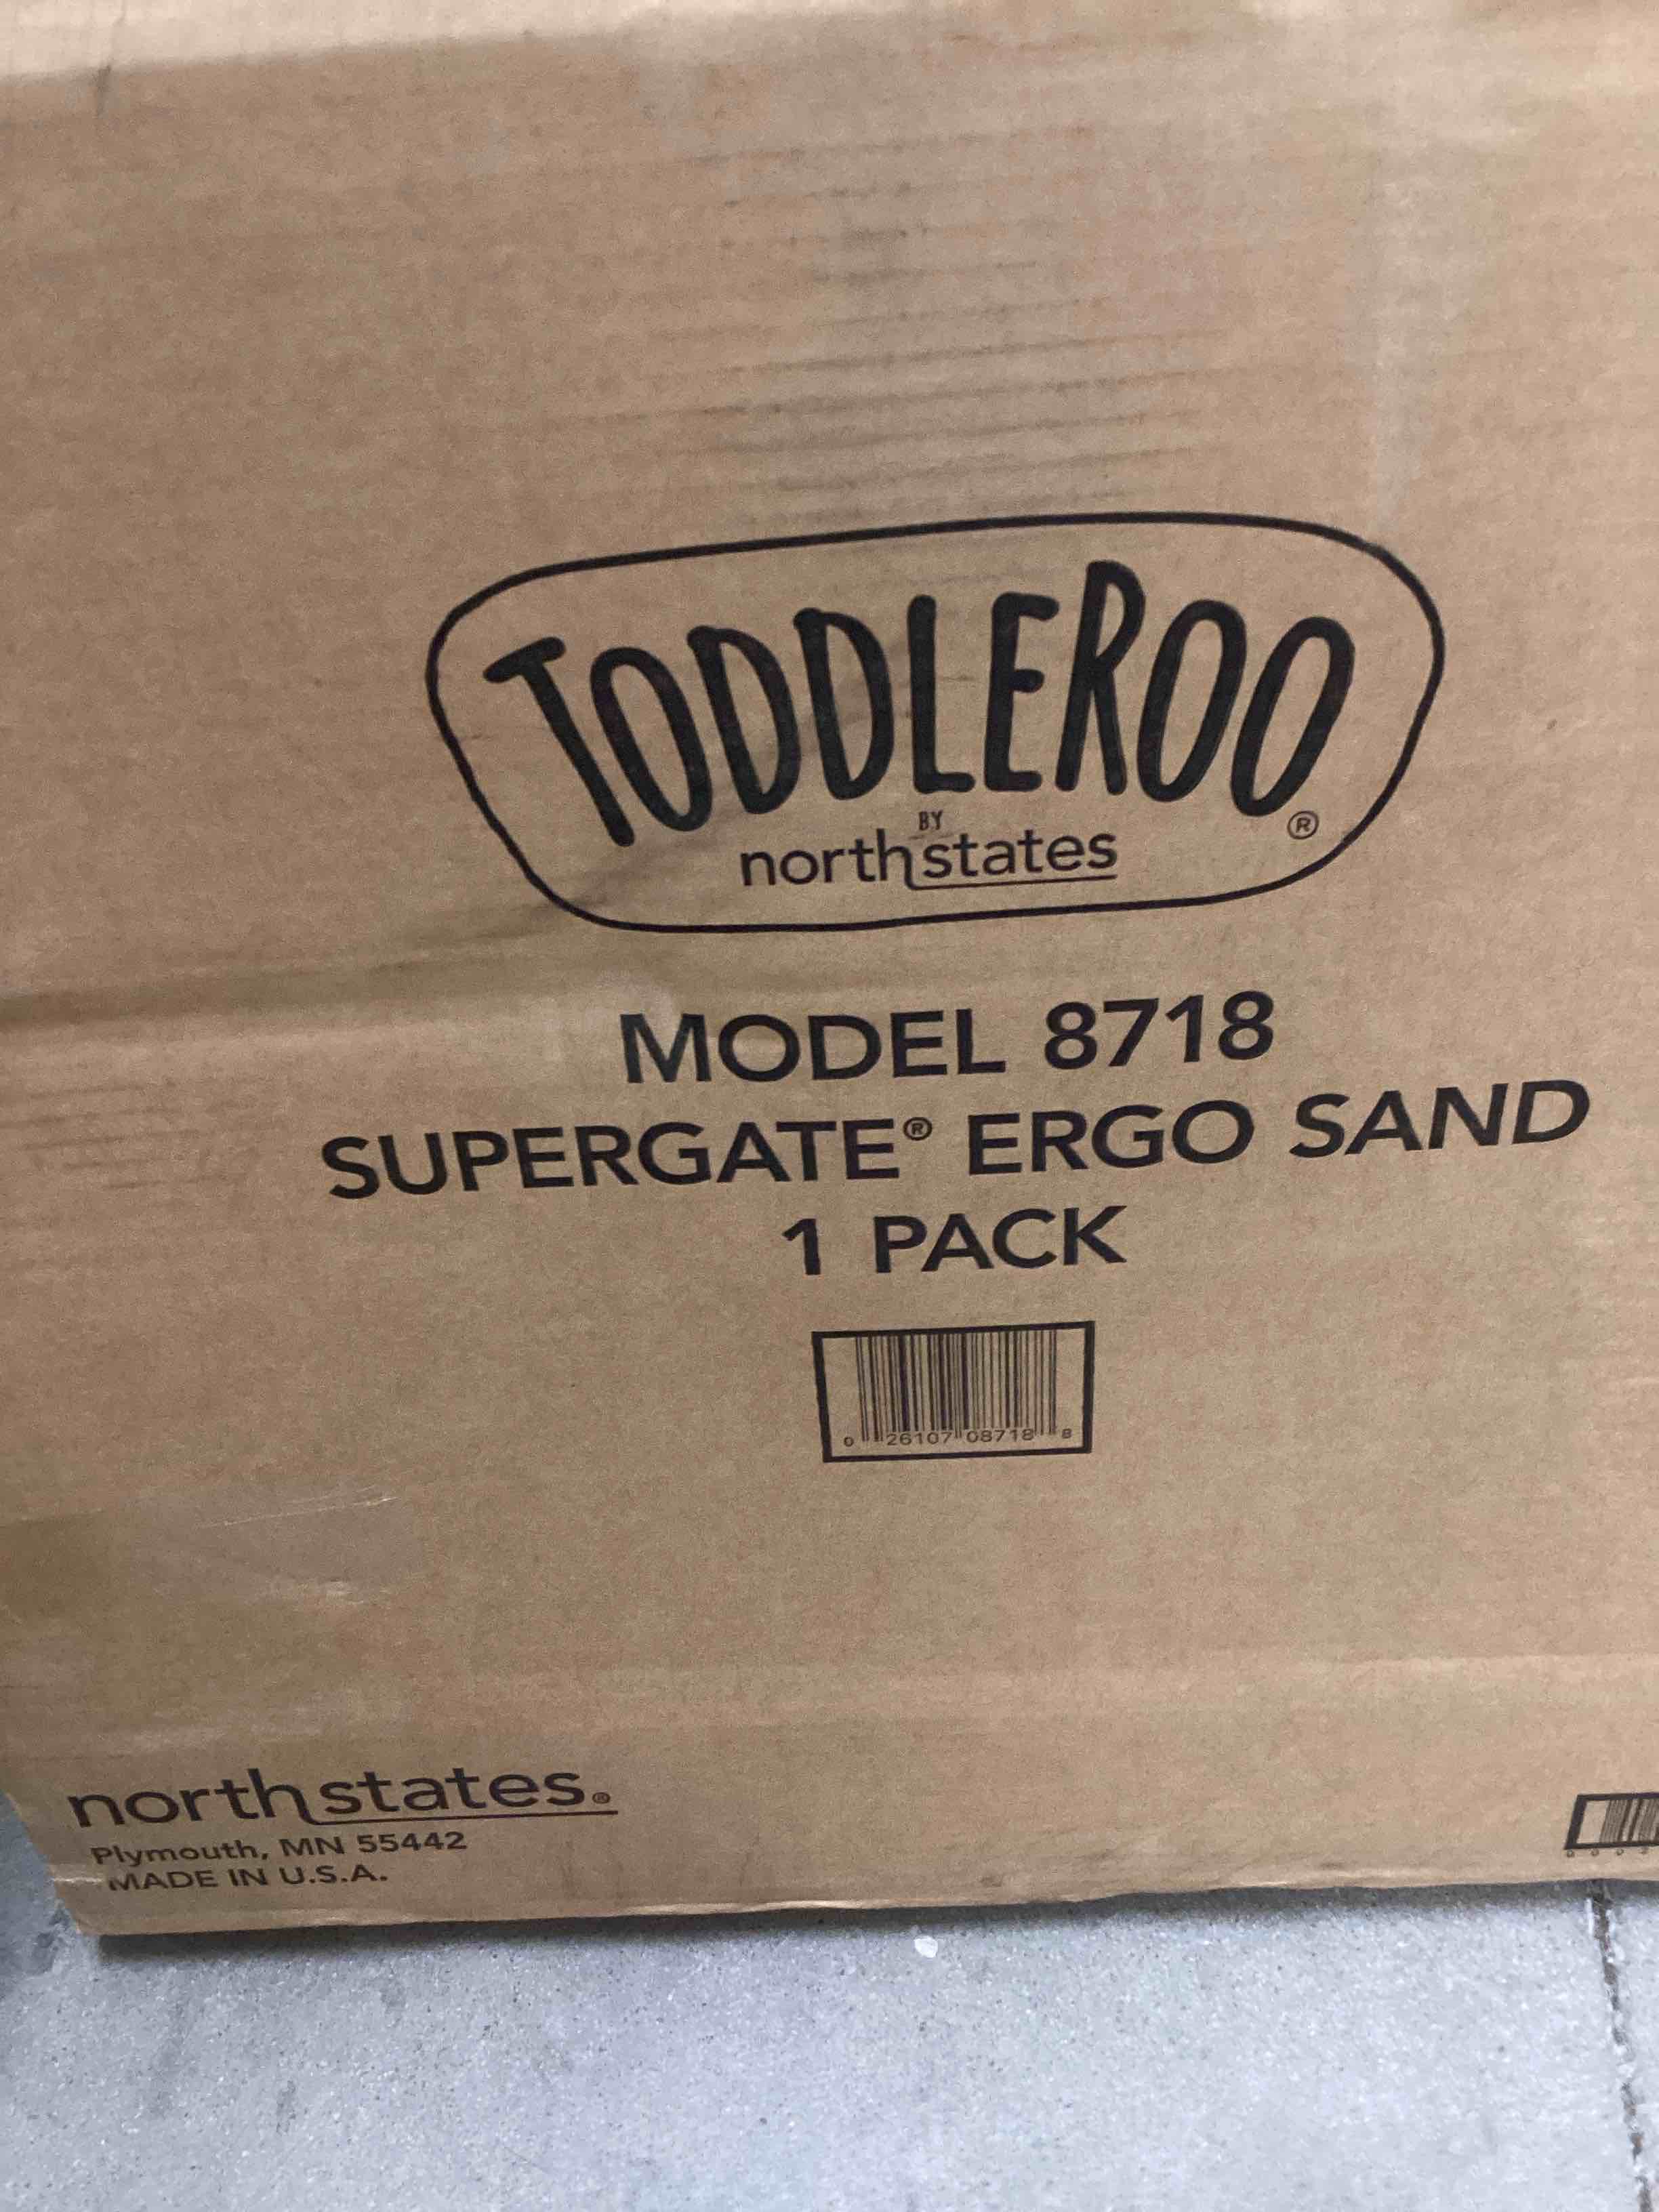 TODDLEROO
BY
northstates ®
MODEL 8718
SUPERGATE® ERGO SAND
1 PACK
0 26107 08718 8
northstates®
Plymouth, MN 55442
MADE IN U.S.A.